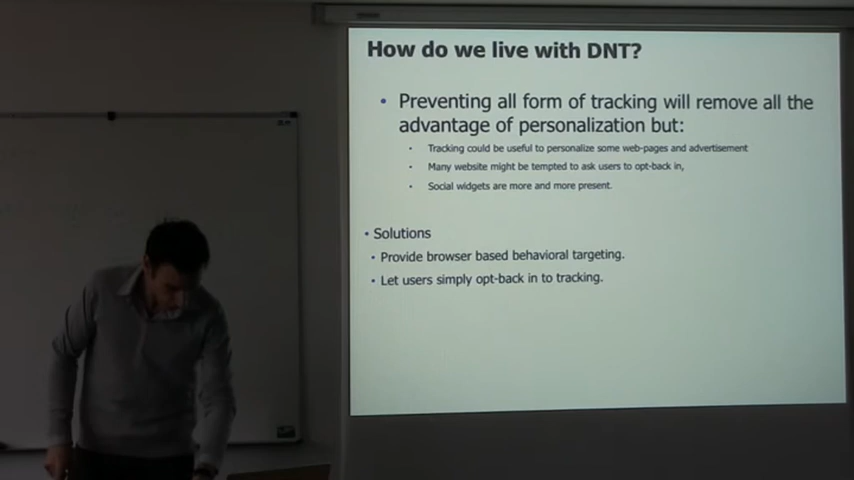 How do we live with DNT?
• Preventing all form of tracking will remove all the
advantage of personalization but:
• Tracking could be useful to personalize some web-pages and advertisement
• Many website might be tempted to ask users to opt-back in,
• Social widgets are more and more present.
• Solutions
• Provide browser based behavioral targeting.
• Let users simply opt-back in to tracking.